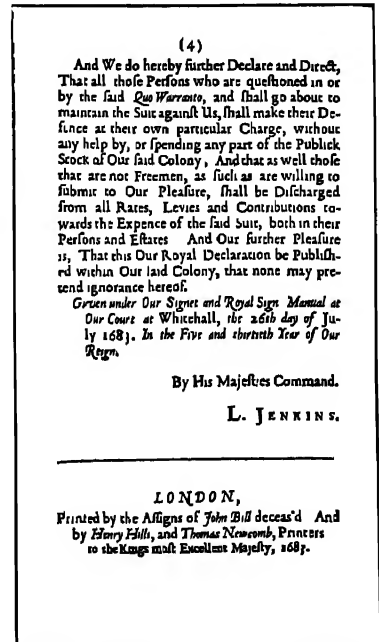 (4)
And We do hereby further Declare and Direct,
That all thoſe Perſons who are queſtioned in or
by the ſaid Quo Warranto, and ſhall go about to
maintain the Suit againſt Us, ſhall make their De-
fence at their own particular Charge, without
any help by, or ſpending any part of the Publick
Stock of Our ſaid Colony, And that as well thoſe
that are not Freemen, as ſuch as are willing to
ſubmit to Our Pleaſure, ſhall be Diſcharged
from all Rates, Levies and Contributions to-
wards the Expence of the ſaid Suit, both in their
Perſons and Eſtates And Our further Pleaſure
is, That this Our Royal Declaration be Publiſh-
ed within Our ſaid Colony, that none may pre-
tend ignorance hereof.
Given under Our Signet and Royal Sign Manual at
Our Court at Whitehall, the 26th day of Ju-
ly 1683. In the Five and thirtieth Year of Our
Reign.
By His Majeſties Command.
L. JENKINS.
LONDON,
Printed by the Aſſigns of John Bill deceas'd And
by Henry Hills, and Thomas Newcomb, Printers
to the Kings moſt Excellent Majeſty, 1683.